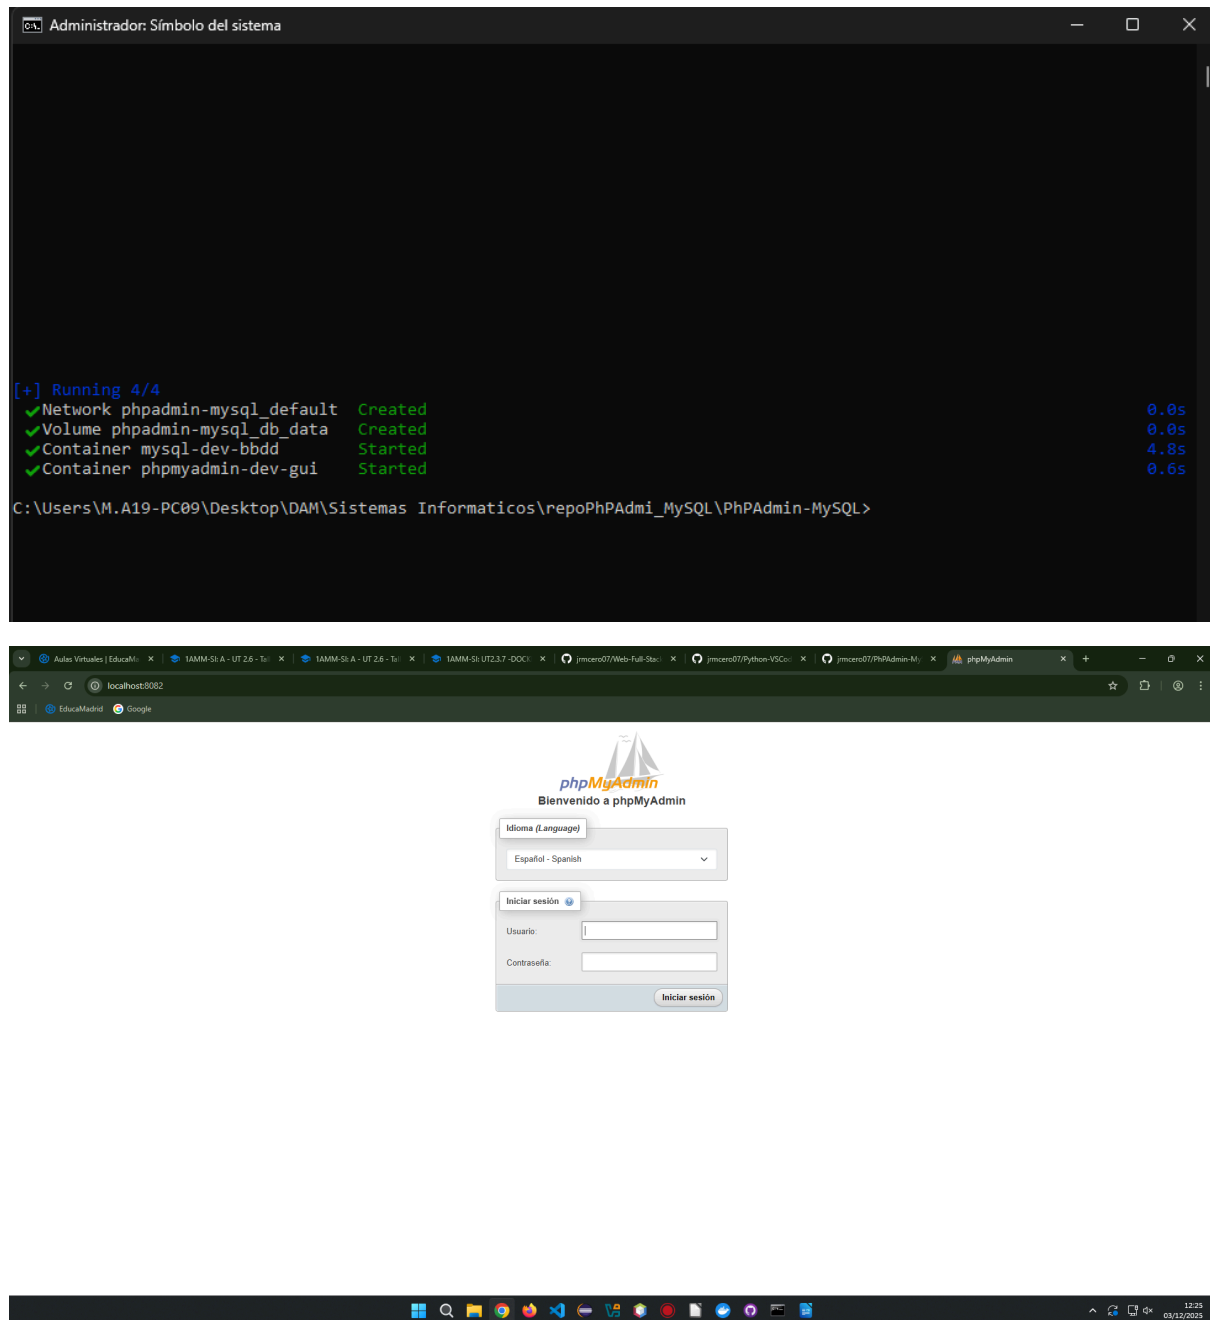 Administrador: Símbolo del sistema
[+] Running 4/4
Network phpadmin-mysql_default Created 0.0s
Volume phpadmin-mysql_db_data Created 0.0s
Container mysql-dev-bbdd Started 4.8s
Container phpmyadmin-dev-gui Started 0.6s
C:\Users\M.A19-PC09\Desktop\DAM\Sistemas Informaticos\repoPhPAdmi_MySQL\PhPAdmin-MySQL>
Aulas Virtuales | EducaMa 1AMM-SI: A - UT 2.6 - Tal 1AMM-SI: A - UT 2.6 - Tal 1AMM-SI: UT2.3.7 -DOCK jrmcero07/Web-Full-Stac jrmcero07/Python-VSCod jrmcero07/PhPAdmin-My phpMyAdmin
localhost:8082
EducaMadrid Google
phpMyAdmin
Bienvenido a phpMyAdmin
Idioma (Language)
Español - Spanish
Iniciar sesión
Usuario:
Contraseña:
Iniciar sesión
12:25
03/12/2025